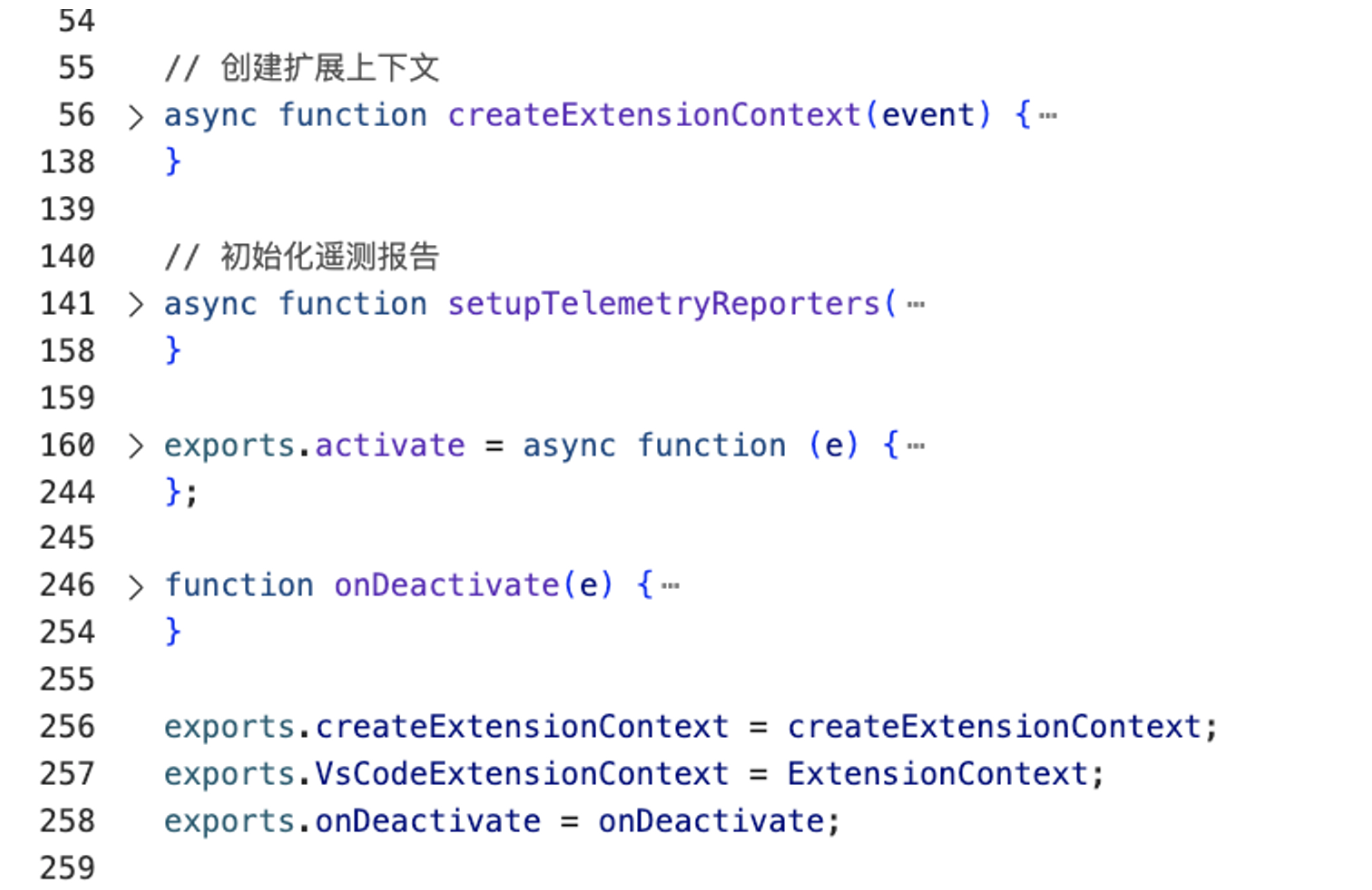 54
55 // 创建扩展上下文
56 > async function createExtensionContext(event) {⋯
138 }
139
140 // 初始化遥测报告
141 > async function setupTelemetryReporters(⋯
158 }
159
160 > exports.activate = async function (e) {⋯
244 };
245
246 > function onDeactivate(e) {⋯
254 }
255
256 exports.createExtensionContext = createExtensionContext;
257 exports.VsCodeExtensionContext = ExtensionContext;
258 exports.onDeactivate = onDeactivate;
259